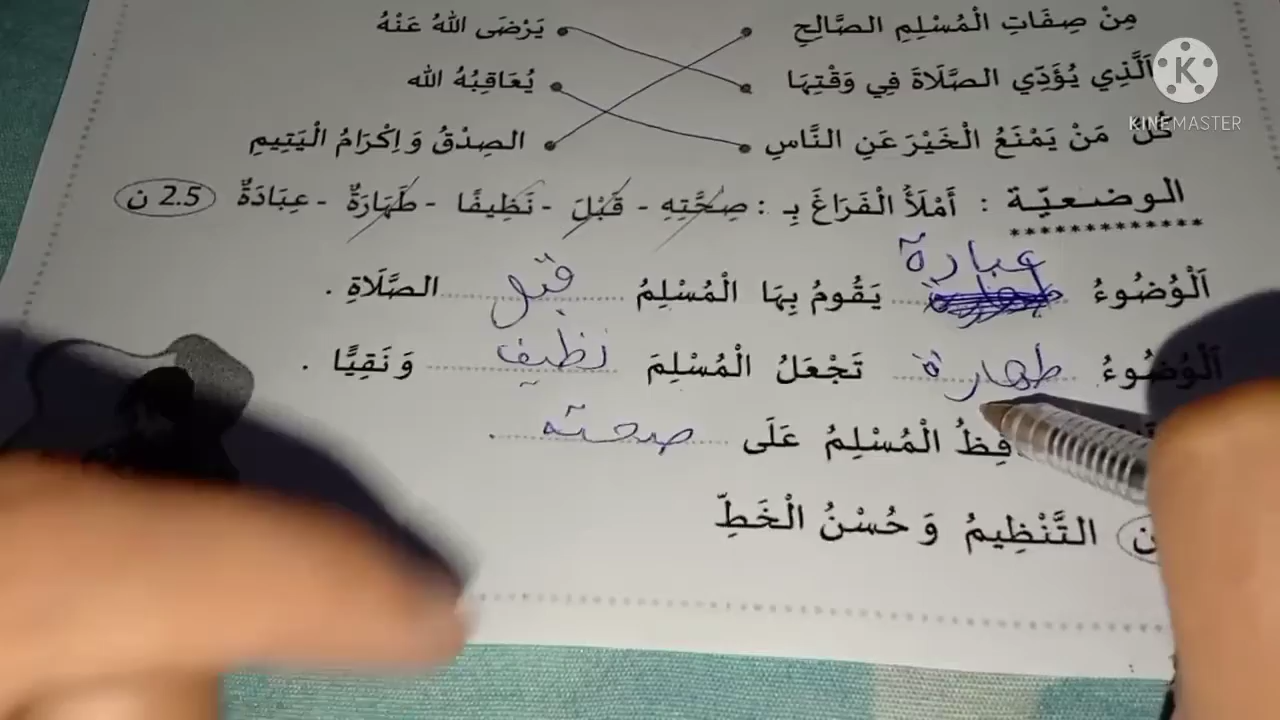 مِنْ صِفَاتِ الْمُسْلِمِ الصَّالِحِ يَرْضَى اللهُ عَنْهُ
اَلَّذِي يُؤَدِّي الصَّلَاةَ فِي وَقْتِهَا يُعَاقِبُهُ الله
كُلُّ مَنْ يَمْنَعُ الْخَيْرَ عَنِ النَّاسِ الصِدْقُ وَإِكْرَامُ الْيَتِيمِ
K
KINEMASTER
الوضعيّة : أَمْلَأُ الْفَرَاغَ بِـ : صِحَّتِهِ - قَبْلَ - نَظِيفًا - طَهَارَةٌ - عِبَادَةٌ 2.5 ن
عبارة
اَلْوُضُوءُ يَقُومُ بِهَا الْمُسْلِمُ قبل الصَّلَاةِ .
اَلْوُضُوءُ طهارة تَجْعَلُ الْمُسْلِمَ نظيف وَنَقِيًّا .
الْمُسْلِمُ عَلَى صحته .
ن التَّنْظِيمُ وَحُسْنُ الْخَطِّ